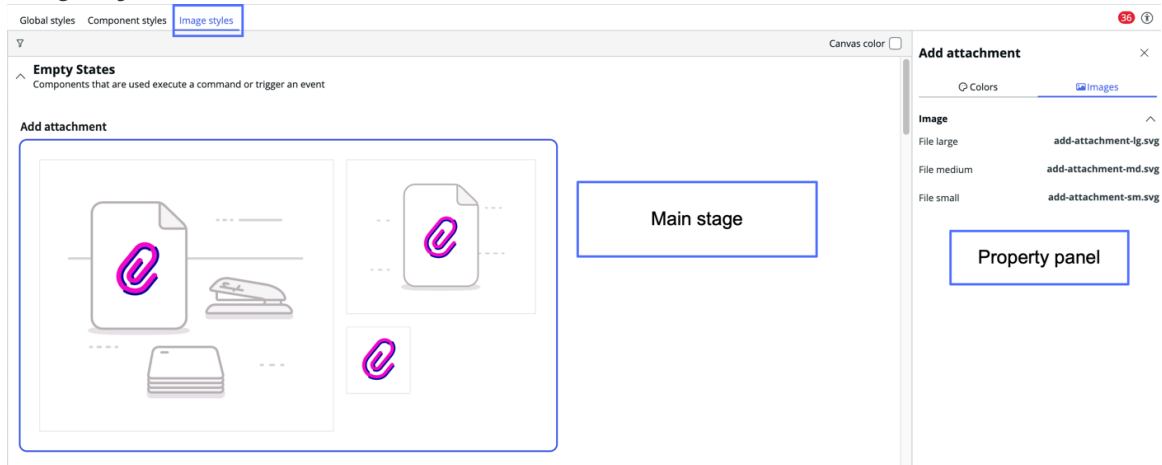 Global styles Component styles Image styles
36
Canvas color
Empty States
Components that are used execute a command or trigger an event
Add attachment
Main stage
Add attachment
Colors Images
Image
File large add-attachment-lg.svg
File medium add-attachment-md.svg
File small add-attachment-sm.svg
Property panel